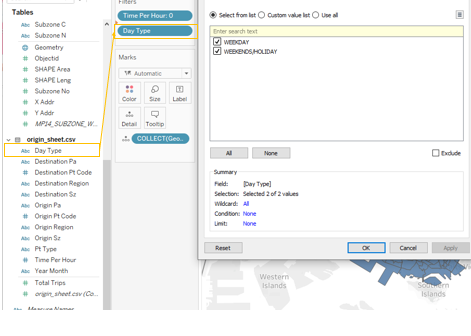 Tables
Abc Subzone C
Abc Subzone N
Geometry
# Objectid
# SHAPE Area
# SHAPE Leng
# Subzone No
# X Addr
# Y Addr
# MP14_SUBZONE_W...
origin_sheet.csv
Abc Day Type
Abc Destination Pa
# Destination Pt Code
Abc Destination Region
Abc Destination Sz
Abc Origin Pa
# Origin Pt Code
Abc Origin Region
Abc Origin Sz
Abc Pt Type
# Time Per Hour
Abc Year Month
# Total Trips
# origin_sheet.csv (Co...
Abc Measure Names
Filters
Time Per Hour: 0
Day Type
Marks
Automatic
Color
Size
Label
Detail
Tooltip
COLLECT(Geo...
Select from list
Custom value list
Use all
Enter search text
WEEKDAY
WEEKENDS/HOLIDAY
All
None
Exclude
Summary
Field: [Day Type]
Selection: Selected 2 of 2 values
Wildcard: All
Condition: None
Limit: None
Reset
OK
Cancel
Apply
Western
Islands
Southern
Islands